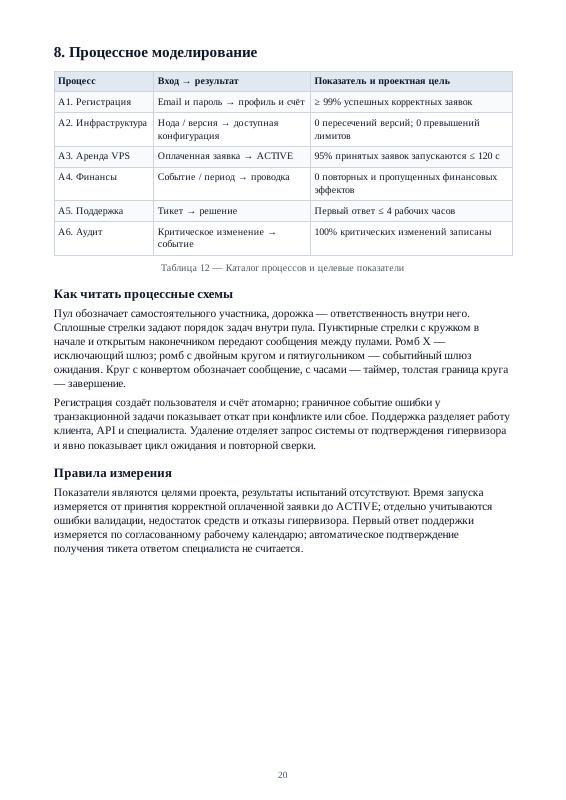 8. Процессное моделирование
Процесс Вход → результат Показатель и проектная цель
A1. Регистрация Email и пароль → профиль и счёт ≥ 99% успешных корректных заявок
A2. Инфраструктура Нода / версия → доступная конфигурация 0 пересечений версий; 0 превышений лимитов
A3. Аренда VPS Оплаченная заявка → ACTIVE 95% принятых заявок запускаются ≤ 120 с
A4. Финансы Событие / период → проводка 0 повторных и пропущенных финансовых эффектов
A5. Поддержка Тикет → решение Первый ответ ≤ 4 рабочих часов
A6. Аудит Критическое изменение → событие 100% критических изменений записаны
Таблица 12 — Каталог процессов и целевые показатели
Как читать процессные схемы
Пул обозначает самостоятельного участника, дорожка — ответственность внутри него.
Сплошные стрелки задают порядок задач внутри пула. Пунктирные стрелки с кружком в
начале и открытым наконечником передают сообщения между пулами. Ромб X —
исключающий шлюз; ромб с двойным кругом и пятиугольником — событийный шлюз
ожидания. Круг с конвертом обозначает сообщение, с часами — таймер, толстая граница круга
— завершение.
Регистрация создаёт пользователя и счёт атомарно; граничное событие ошибки у
транзакционной задачи показывает откат при конфликте или сбое. Поддержка разделяет работу
клиента, API и специалиста. Удаление отделяет запрос системы от подтверждения гипервизора
и явно показывает цикл ожидания и повторной сверки.
Правила измерения
Показатели являются целями проекта, результаты испытаний отсутствуют. Время запуска
измеряется от принятия корректной оплаченной заявки до ACTIVE; отдельно учитываются
ошибки валидации, недостаток средств и отказы гипервизора. Первый ответ поддержки
измеряется по согласованному рабочему календарю; автоматическое подтверждение
получения тикета ответом специалиста не считается.
20